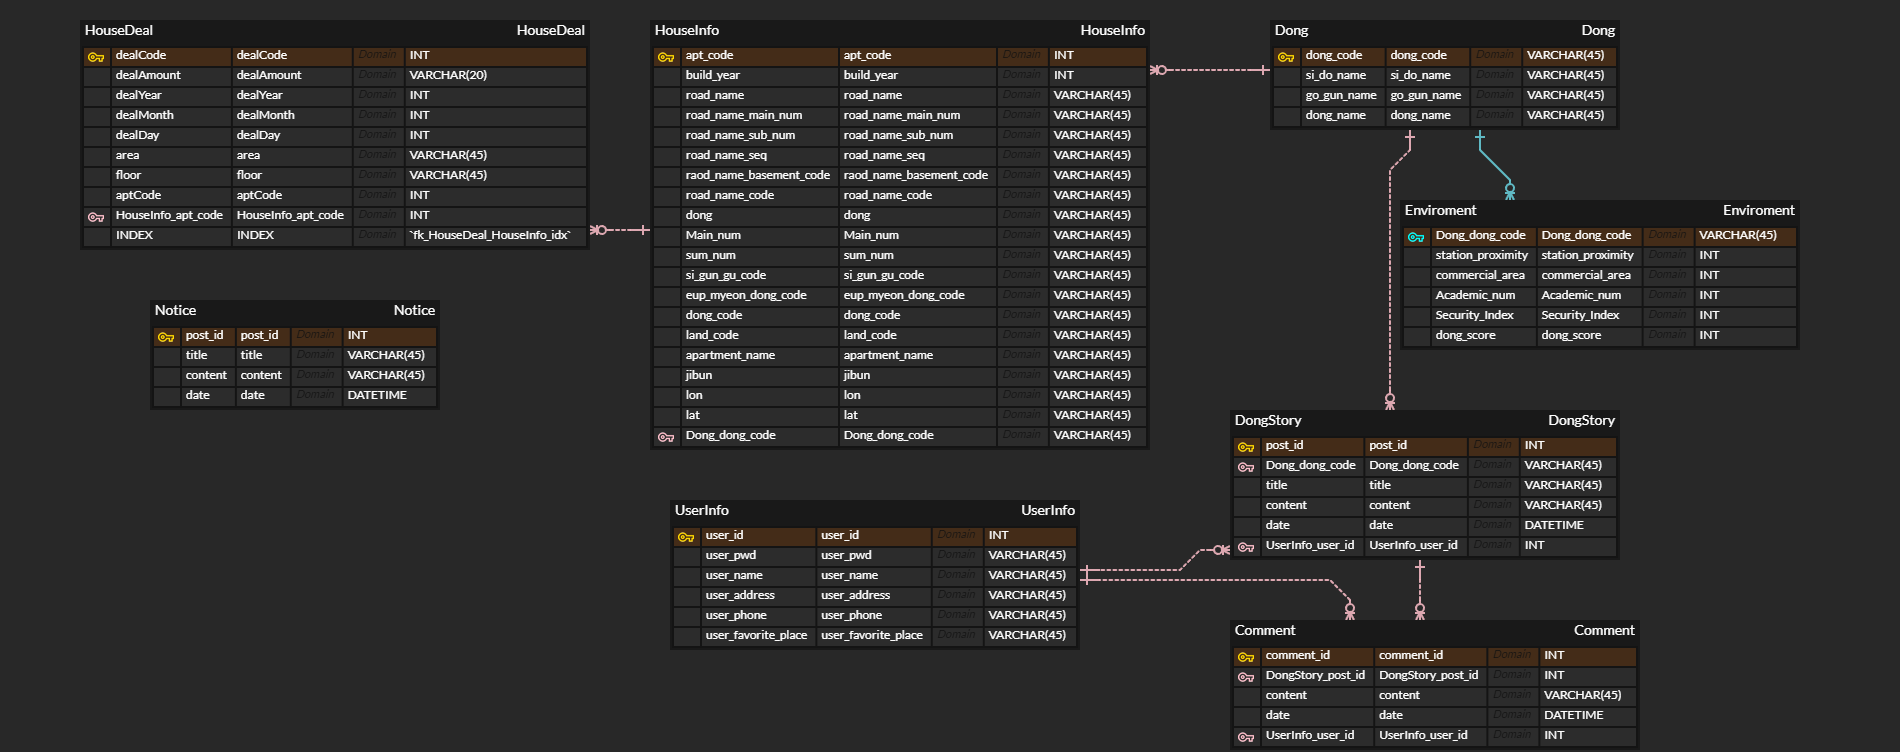 HouseDeal HouseDeal
dealCode dealCode Domain INT
dealAmount dealAmount Domain VARCHAR(20)
dealYear dealYear Domain INT
dealMonth dealMonth Domain INT
dealDay dealDay Domain INT
area area Domain VARCHAR(45)
floor floor Domain VARCHAR(45)
aptCode aptCode Domain INT
HouseInfo_apt_code HouseInfo_apt_code Domain INT
INDEX INDEX Domain `fk_HouseDeal_HouseInfo_idx`
Notice Notice
post_id post_id Domain INT
title title Domain VARCHAR(45)
content content Domain VARCHAR(45)
date date Domain DATETIME
HouseInfo HouseInfo
apt_code apt_code Domain INT
build_year build_year Domain INT
road_name road_name Domain VARCHAR(45)
road_name_main_num road_name_main_num Domain VARCHAR(45)
road_name_sub_num road_name_sub_num Domain VARCHAR(45)
road_name_seq road_name_seq Domain VARCHAR(45)
raod_name_basement_code raod_name_basement_code Domain VARCHAR(45)
road_name_code road_name_code Domain VARCHAR(45)
dong dong Domain VARCHAR(45)
Main_num Main_num Domain VARCHAR(45)
sum_num sum_num Domain VARCHAR(45)
si_gun_gu_code si_gun_gu_code Domain VARCHAR(45)
eup_myeon_dong_code eup_myeon_dong_code Domain VARCHAR(45)
dong_code dong_code Domain VARCHAR(45)
land_code land_code Domain VARCHAR(45)
apartment_name apartment_name Domain VARCHAR(45)
jibun jibun Domain VARCHAR(45)
lon lon Domain VARCHAR(45)
lat lat Domain VARCHAR(45)
Dong_dong_code Dong_dong_code Domain VARCHAR(45)
UserInfo UserInfo
user_id user_id Domain INT
user_pwd user_pwd Domain VARCHAR(45)
user_name user_name Domain VARCHAR(45)
user_address user_address Domain VARCHAR(45)
user_phone user_phone Domain VARCHAR(45)
user_favorite_place user_favorite_place Domain VARCHAR(45)
Dong Dong
dong_code dong_code Domain VARCHAR(45)
si_do_name si_do_name Domain VARCHAR(45)
go_gun_name go_gun_name Domain VARCHAR(45)
dong_name dong_name Domain VARCHAR(45)
Enviroment Enviroment
Dong_dong_code Dong_dong_code Domain VARCHAR(45)
station_proximity station_proximity Domain INT
commercial_area commercial_area Domain INT
Academic_num Academic_num Domain INT
Security_Index Security_Index Domain INT
dong_score dong_score Domain INT
DongStory DongStory
post_id post_id Domain INT
Dong_dong_code Dong_dong_code Domain VARCHAR(45)
title title Domain VARCHAR(45)
content content Domain VARCHAR(45)
date date Domain DATETIME
UserInfo_user_id UserInfo_user_id Domain INT
Comment Comment
comment_id comment_id Domain INT
DongStory_post_id DongStory_post_id Domain INT
content content Domain VARCHAR(45)
date date Domain DATETIME
UserInfo_user_id UserInfo_user_id Domain INT